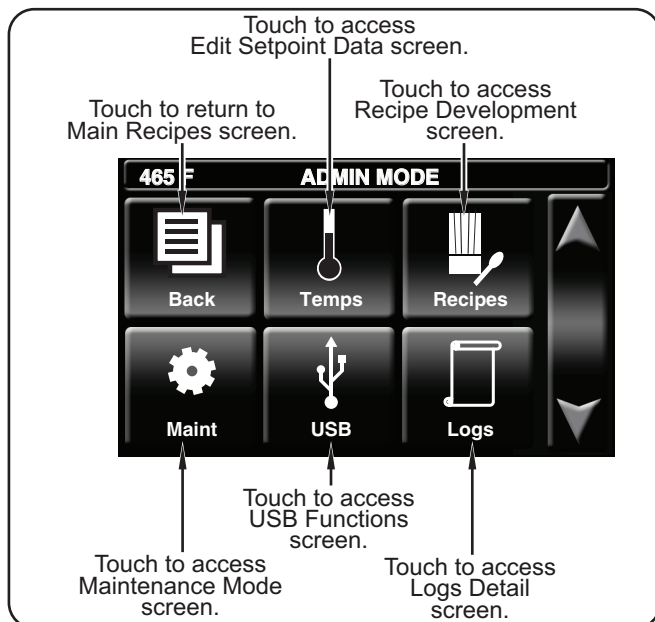 Touch to access
Edit Setpoint Data screen.
Touch to return to
Main Recipes screen.
Touch to access
Recipe Development
screen.
465 F ADMIN MODE
Back Temps Recipes
Maint USB Logs
Touch to access
USB Functions
screen.
Touch to access
Maintenance Mode
screen.
Touch to access
Logs Detail
screen.